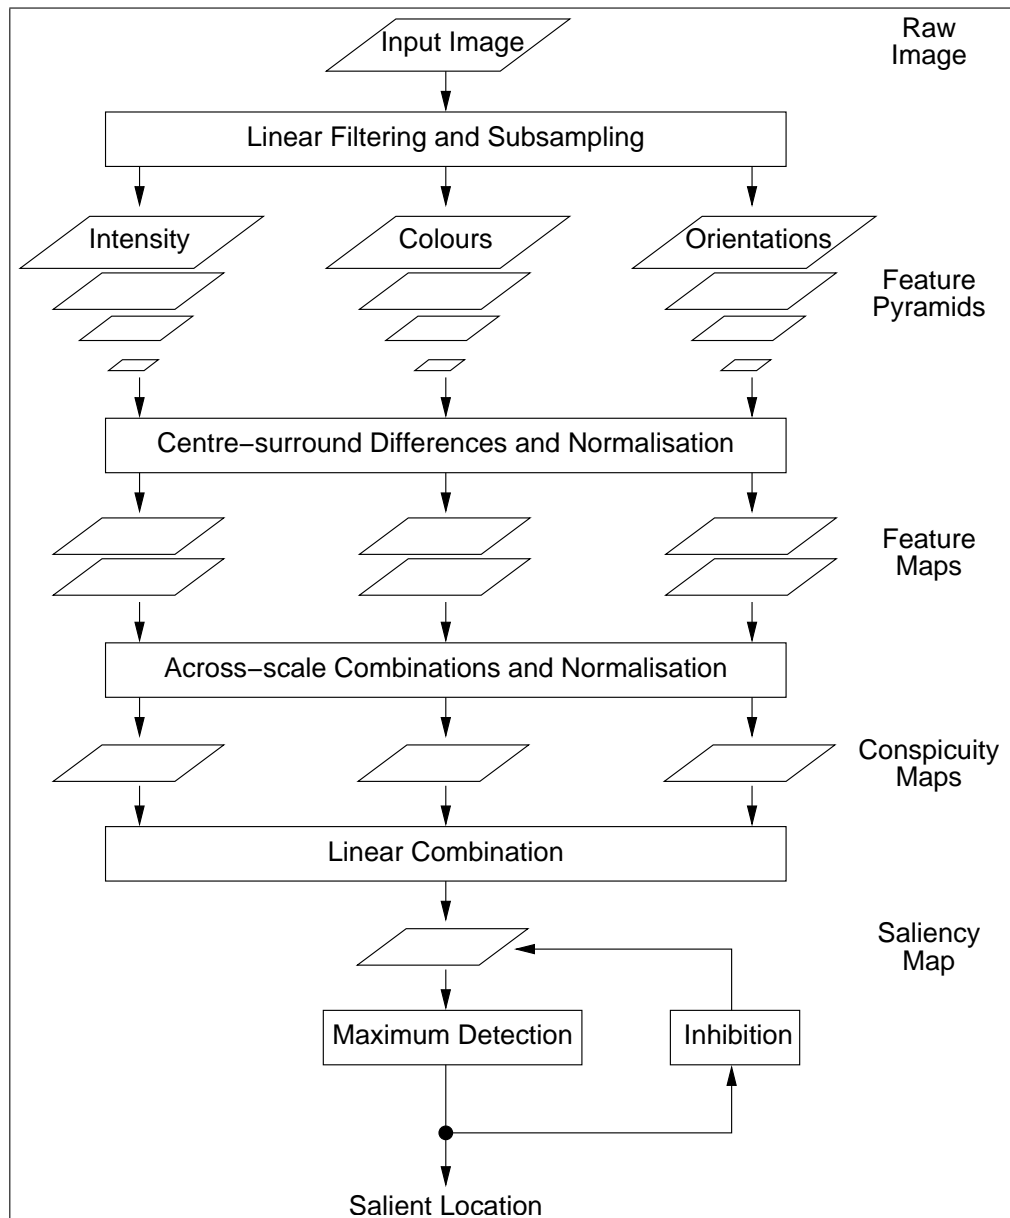 Input Image
Raw
Image
Linear Filtering and Subsampling
Intensity
Colours
Orientations
Feature
Pyramids
Centre−surround Differences and Normalisation
Feature
Maps
Across−scale Combinations and Normalisation
Conspicuity
Maps
Linear Combination
Saliency
Map
Maximum Detection
Inhibition
Salient Location